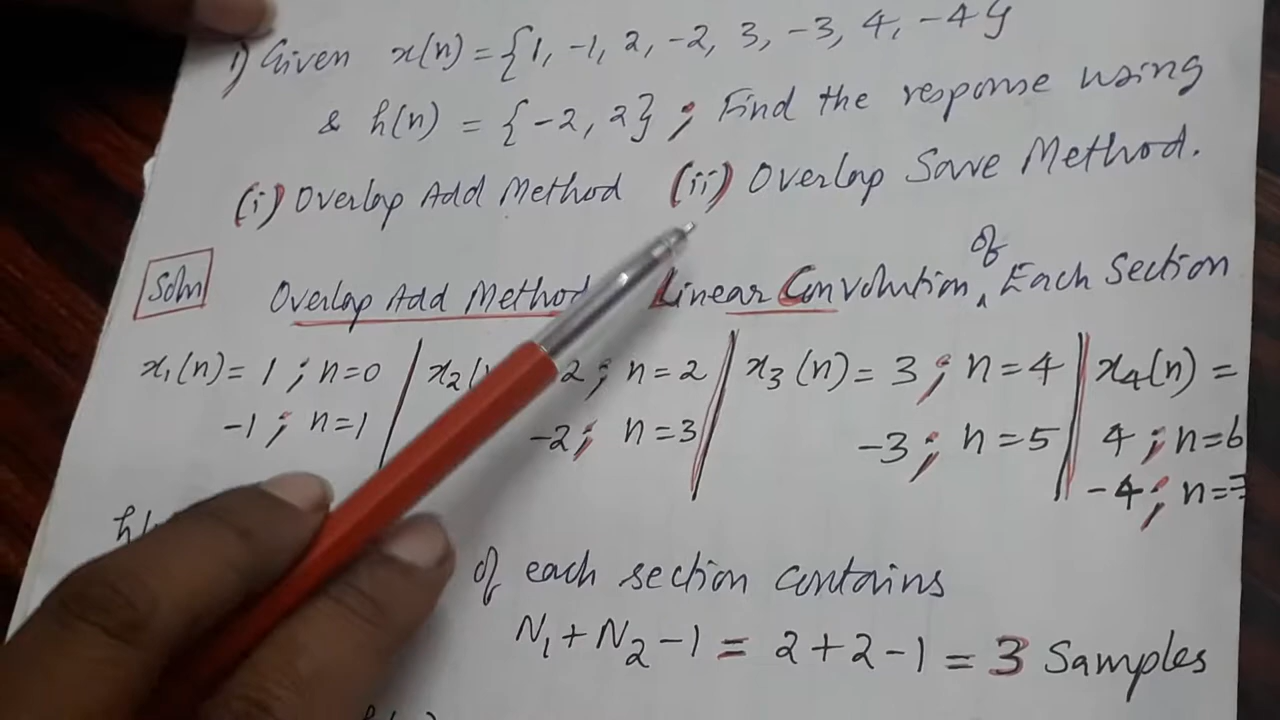 i) Given x(n) = {1, -1, 2, -2, 3, -3, 4, -4}
& h(n) = {-2, 2} ; Find the response using
(i) Overlap Add Method (ii) Overlap Save Method.
Soln Overlap Add Method Linear Convolution of Each Section
x1(n) = 1 ; n=0 | x2( 2 ; n=2 | x3(n) = 3 ; n=4 | x4(n) =
-1 ; n=1 -2 ; n=3 -3 ; n=5 4 ; n=6
-4 ; n=7
of each section contains
N1 + N2 - 1 = 2 + 2 - 1 = 3 Samples